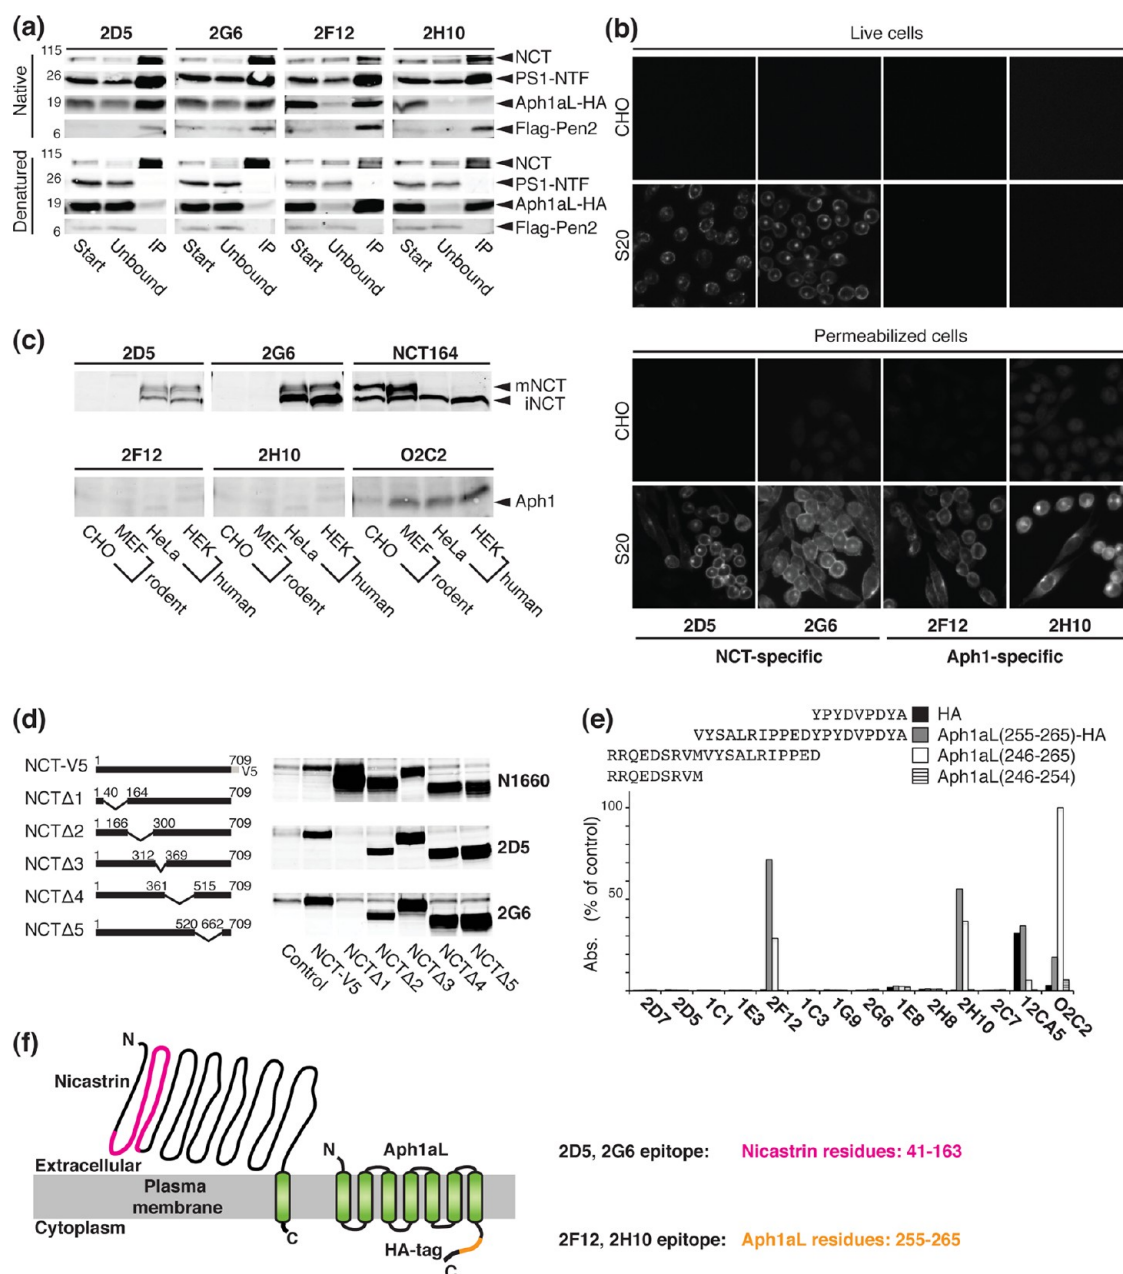 (a)
2D5 2G6 2F12 2H10
Native
115
26
19
6
NCT
PS1-NTF
Aph1aL-HA
Flag-Pen2
Denatured
115
26
19
6
NCT
PS1-NTF
Aph1aL-HA
Flag-Pen2
Start Unbound IP Start Unbound IP Start Unbound IP Start Unbound IP
(b)
Live cells
CHO
S20
Permeabilized cells
CHO
S20
2D5 2G6 2F12 2H10
NCT-specific Aph1-specific
(c)
2D5 2G6 NCT164
mNCT
iNCT
2F12 2H10 O2C2
Aph1
CHO MEF HeLa HEK CHO MEF HeLa HEK CHO MEF HeLa HEK
rodent human rodent human rodent human
(d)
NCT-V5 1 709 V5
NCTΔ1 1 40 164 709
NCTΔ2 1 166 300 709
NCTΔ3 1 312 369 709
NCTΔ4 1 361 515 709
NCTΔ5 1 520 662 709
N1660
2D5
2G6
Control NCT-V5 NCTΔ1 NCTΔ2 NCTΔ3 NCTΔ4 NCTΔ5
(e)
YPYDVPDYA HA
VYSALRIPPEDYPYDVPDYA Aph1aL(255-265)-HA
RRQEDSRVMVYSALRIPPED Aph1aL(246-265)
RRQEDSRVM Aph1aL(246-254)
Abs. (% of control)
100
50
2D7 2D5 1C1 1E3 2F12 1C3 1G9 2G6 1E8 2H8 2H10 2C7 12CA5 O2C2
(f)
N
Nicastrin
Extracellular
Plasma
membrane
Cytoplasm
C
N
Aph1aL
HA-tag
C
2D5, 2G6 epitope: Nicastrin residues: 41-163
2F12, 2H10 epitope: Aph1aL residues: 255-265